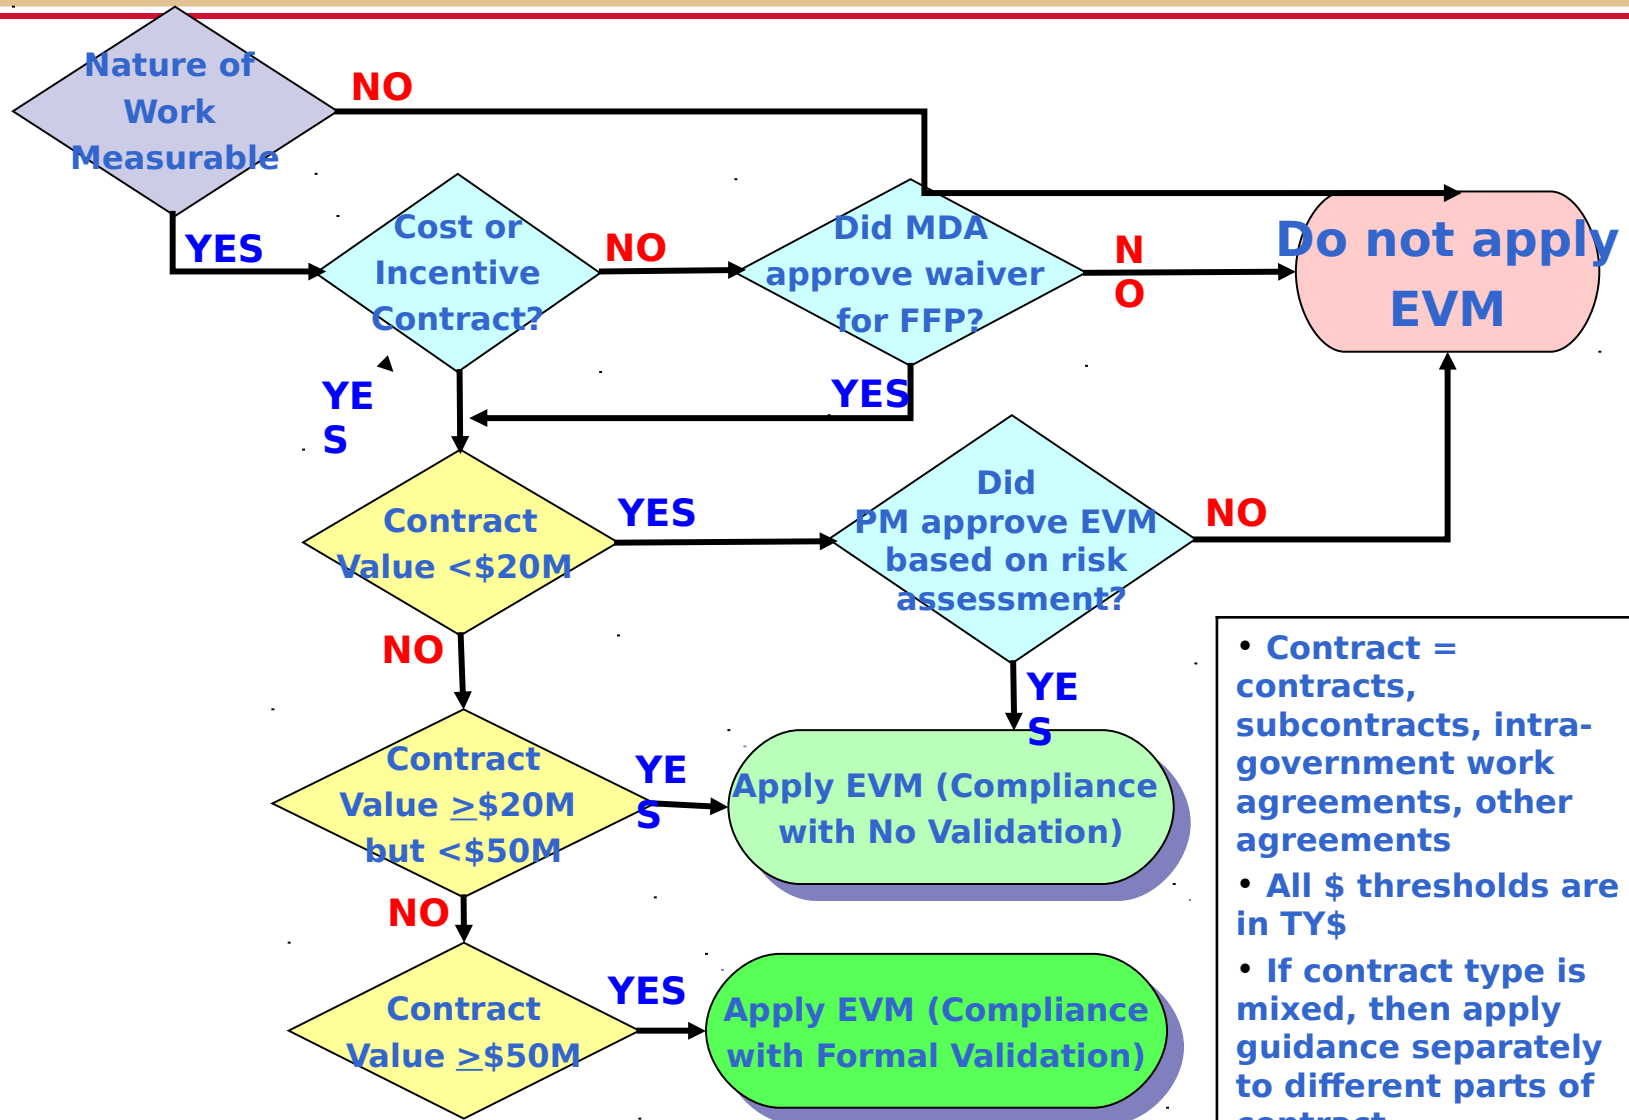 Nature of
Work
Measurable
NO
YES
Cost or
Incentive
Contract?
NO
Did MDA
approve waiver
for FFP?
N
O
Do not apply
EVM
YE
S
YES
Contract
Value <$20M
YES
Did
PM approve EVM
based on risk
assessment?
NO
NO
YE
S
Contract
Value >$20M
but <$50M
YE
S
Apply EVM (Compliance
with No Validation)
NO
Contract
Value >$50M
YES
Apply EVM (Compliance
with Formal Validation)
• Contract =
contracts,
subcontracts, intra-
government work
agreements, other
agreements
• All $ thresholds are
in TY$
• If contract type is
mixed, then apply
guidance separately
to different parts of
contract